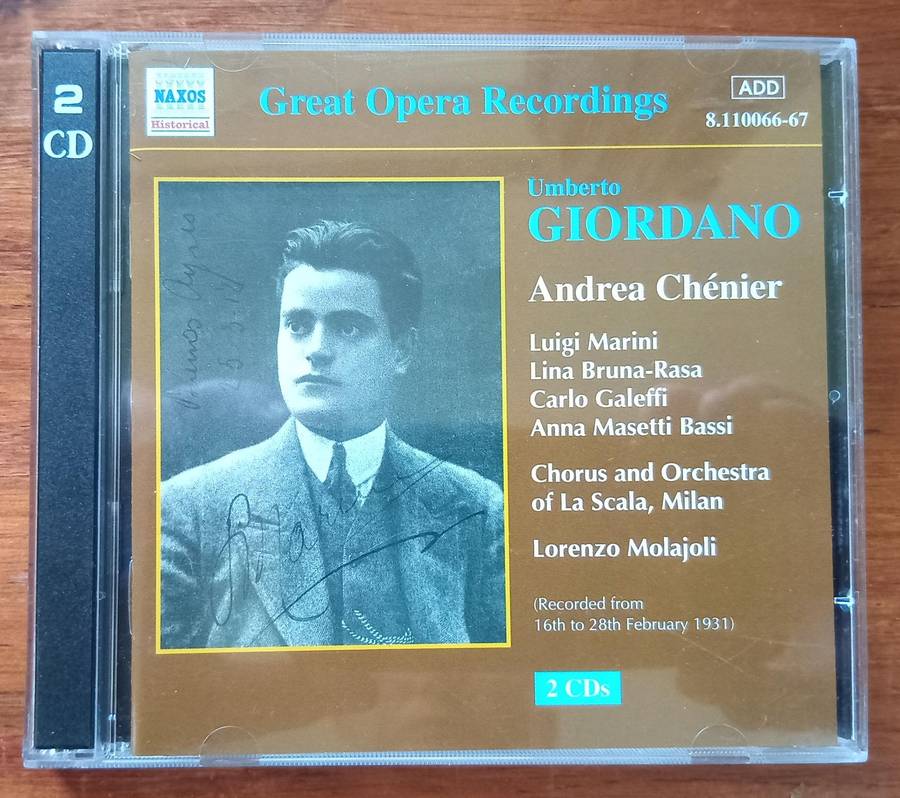 2
CD
NAXOS
Historical
Great Opera Recordings
ADD
8.110066-67
Umberto
GIORDANO
Andrea Chénier
Luigi Marini
Lina Bruna-Rasa
Carlo Galeffi
Anna Masetti Bassi
Chorus and Orchestra
of La Scala, Milan
Lorenzo Molajoli
(Recorded from
16th to 28th February 1931)
2 CDs